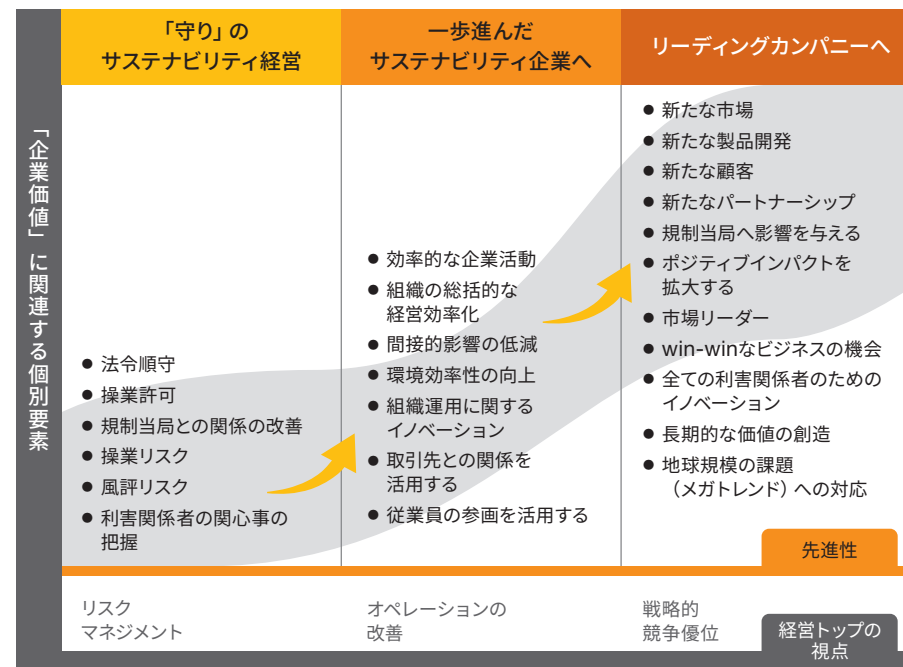 「守り」の
サステナビリティ経営
一歩進んだ
サステナビリティ企業へ
リーディングカンパニーへ
「企業価値」に関連する個別要素
● 法令順守
● 操業許可
● 規制当局との関係の改善
● 操業リスク
● 風評リスク
● 利害関係者の関心事の
把握
● 効率的な企業活動
● 組織の総括的な
経営効率化
● 間接的影響の低減
● 環境効率性の向上
● 組織運用に関する
イノベーション
● 取引先との関係を
活用する
● 従業員の参画を活用する
● 新たな市場
● 新たな製品開発
● 新たな顧客
● 新たなパートナーシップ
● 規制当局へ影響を与える
● ポジティブインパクトを
拡大する
● 市場リーダー
● win-winなビジネスの機会
● 全ての利害関係者のための
イノベーション
● 長期的な価値の創造
● 地球規模の課題
（メガトレンド）への対応
先進性
リスク
マネジメント
オペレーションの
改善
戦略的
競争優位
経営トップの
視点